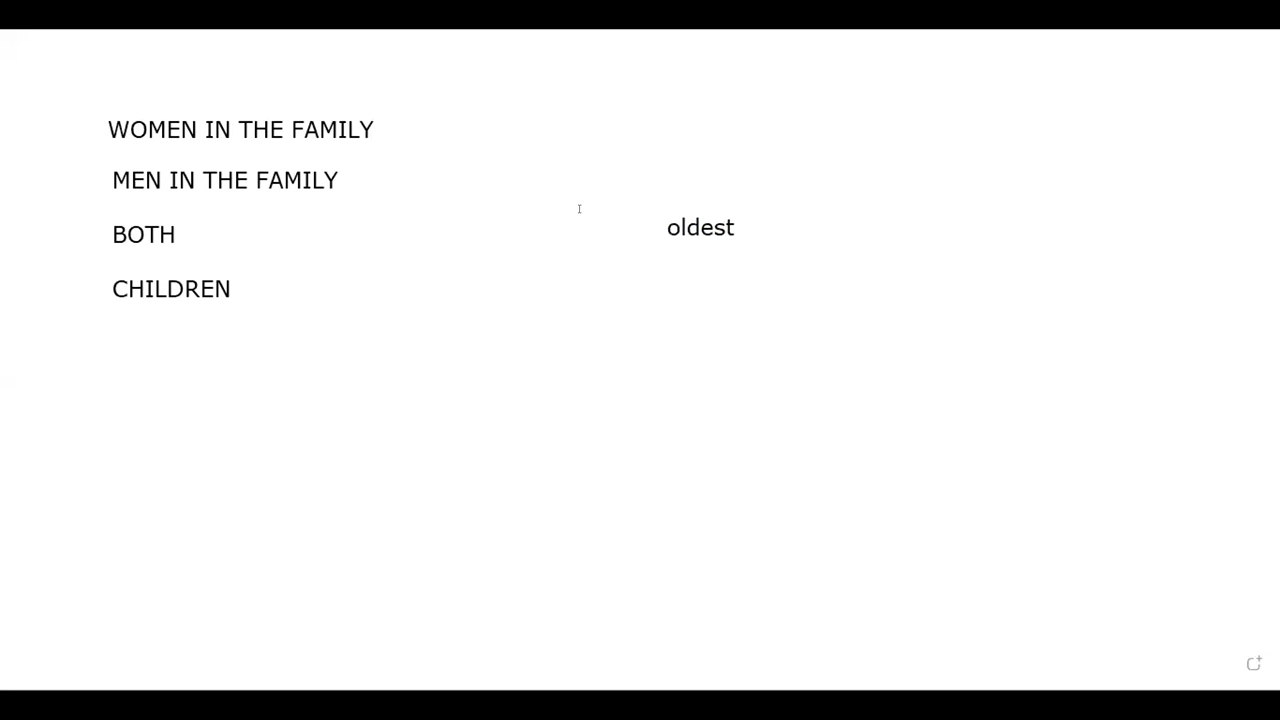 WOMEN IN THE FAMILY
MEN IN THE FAMILY
BOTH
oldest
CHILDREN